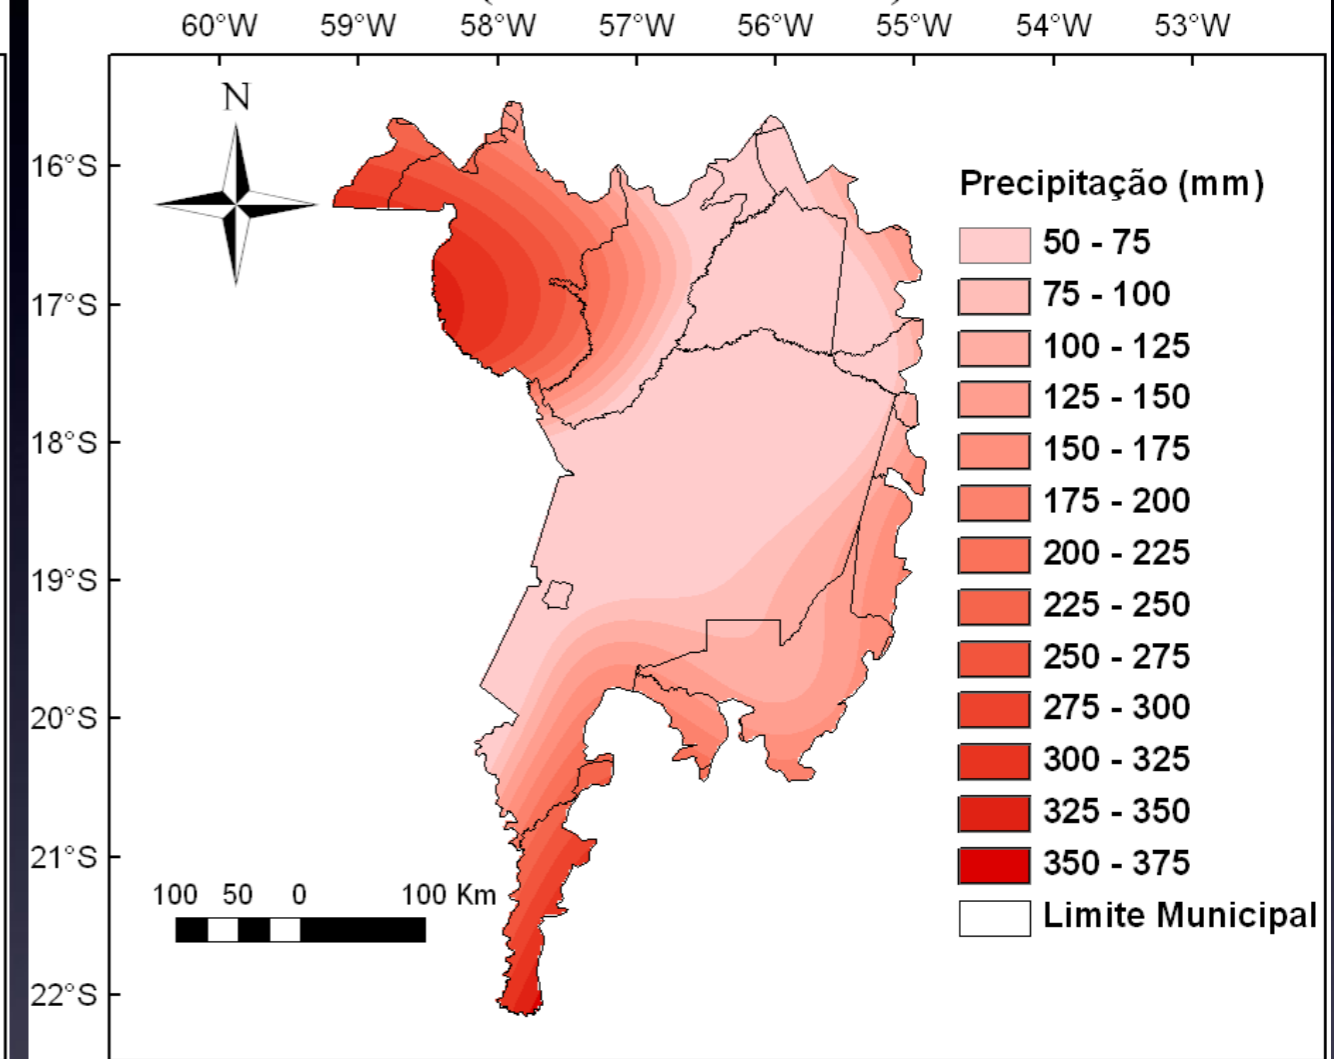 60°W 59°W 58°W 57°W 56°W 55°W 54°W 53°W
N
16°S
17°S
18°S
19°S
20°S
21°S
22°S
Precipitação (mm)
50 - 75
75 - 100
100 - 125
125 - 150
150 - 175
175 - 200
200 - 225
225 - 250
250 - 275
275 - 300
300 - 325
325 - 350
350 - 375
Limite Municipal
100 50 0 100 Km